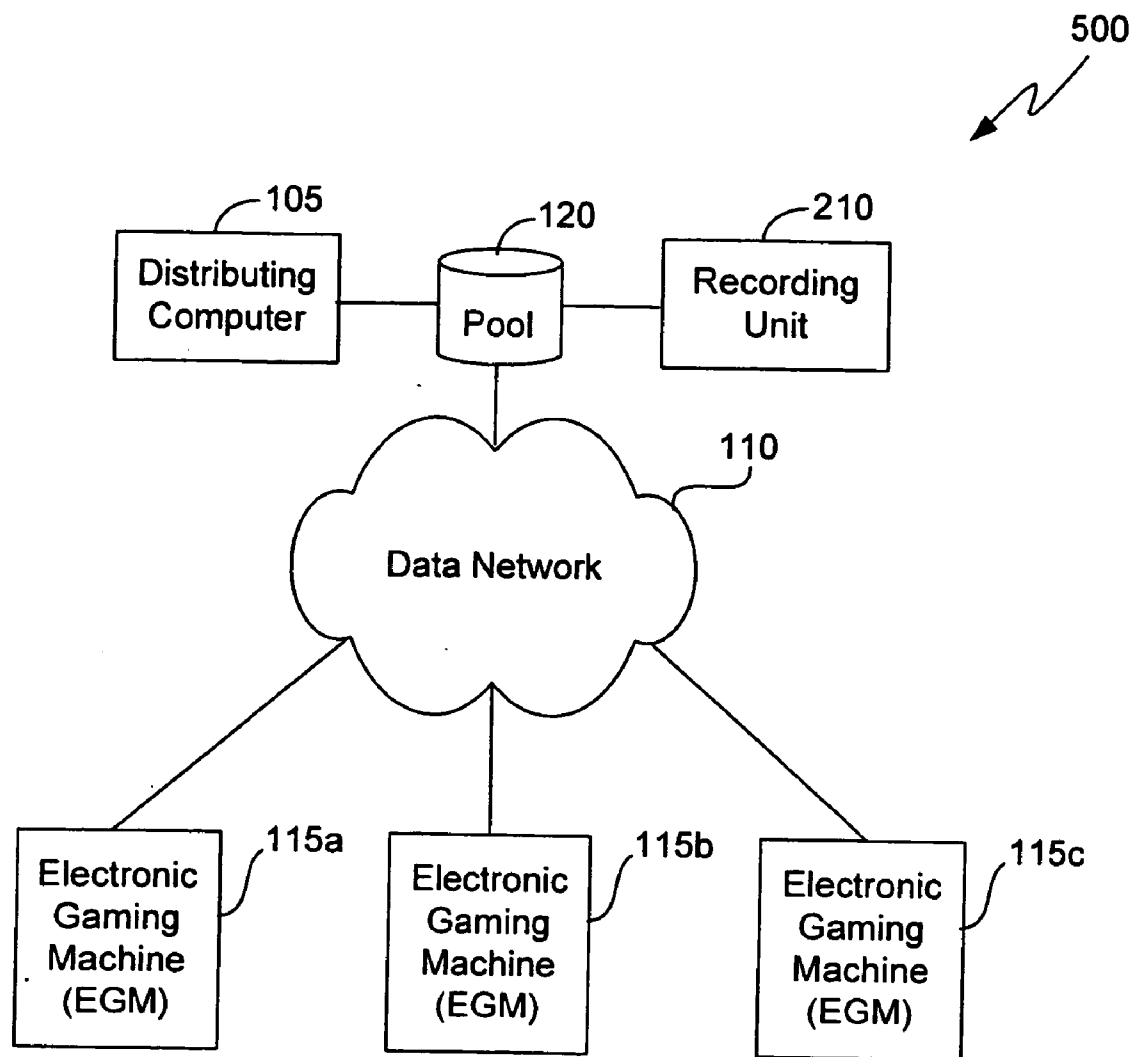 500
105
120
210
Distributing
Computer
Pool
Recording
Unit
110
Data Network
115a
115b
115c
Electronic
Gaming
Machine
(EGM)
Electronic
Gaming
Machine
(EGM)
Electronic
Gaming
Machine
(EGM)